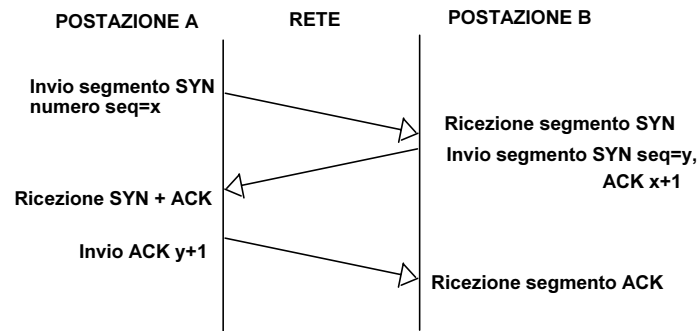 POSTAZIONE A
RETE
POSTAZIONE B
Invio segmento SYN
numero seq=x
Ricezione segmento SYN
Invio segmento SYN seq=y,
ACK x+1
Ricezione SYN + ACK
Invio ACK y+1
Ricezione segmento ACK